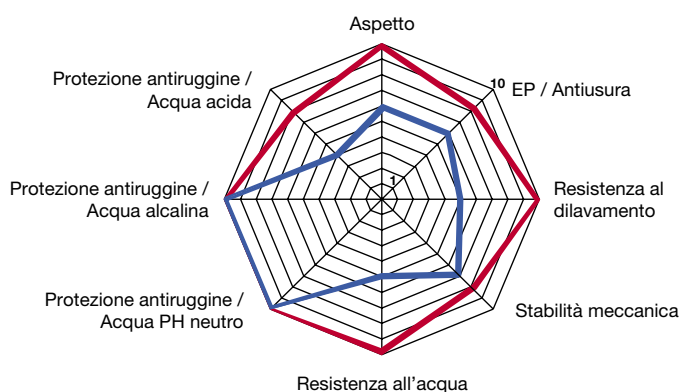 Aspetto
Protezione antiruggine /
Acqua acida
10
EP / Antiusura
1
Protezione antiruggine /
Acqua alcalina
Resistenza al
dilavamento
Protezione antiruggine /
Acqua PH neutro
Stabilità meccanica
Resistenza all'acqua